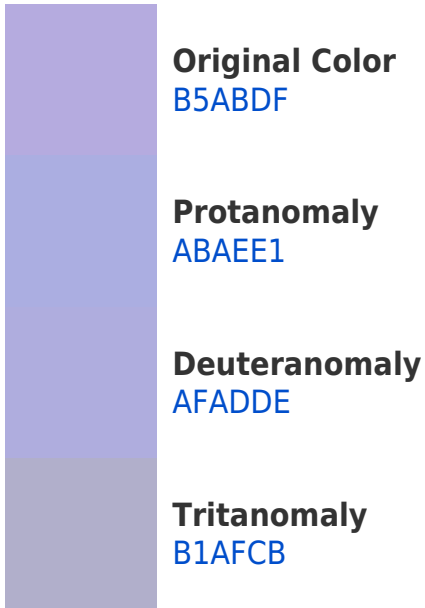 Original Color
B5ABDF
Protanomaly
ABAEE1
Deuteranomaly
AFADDE
Tritanomaly
B1AFCB